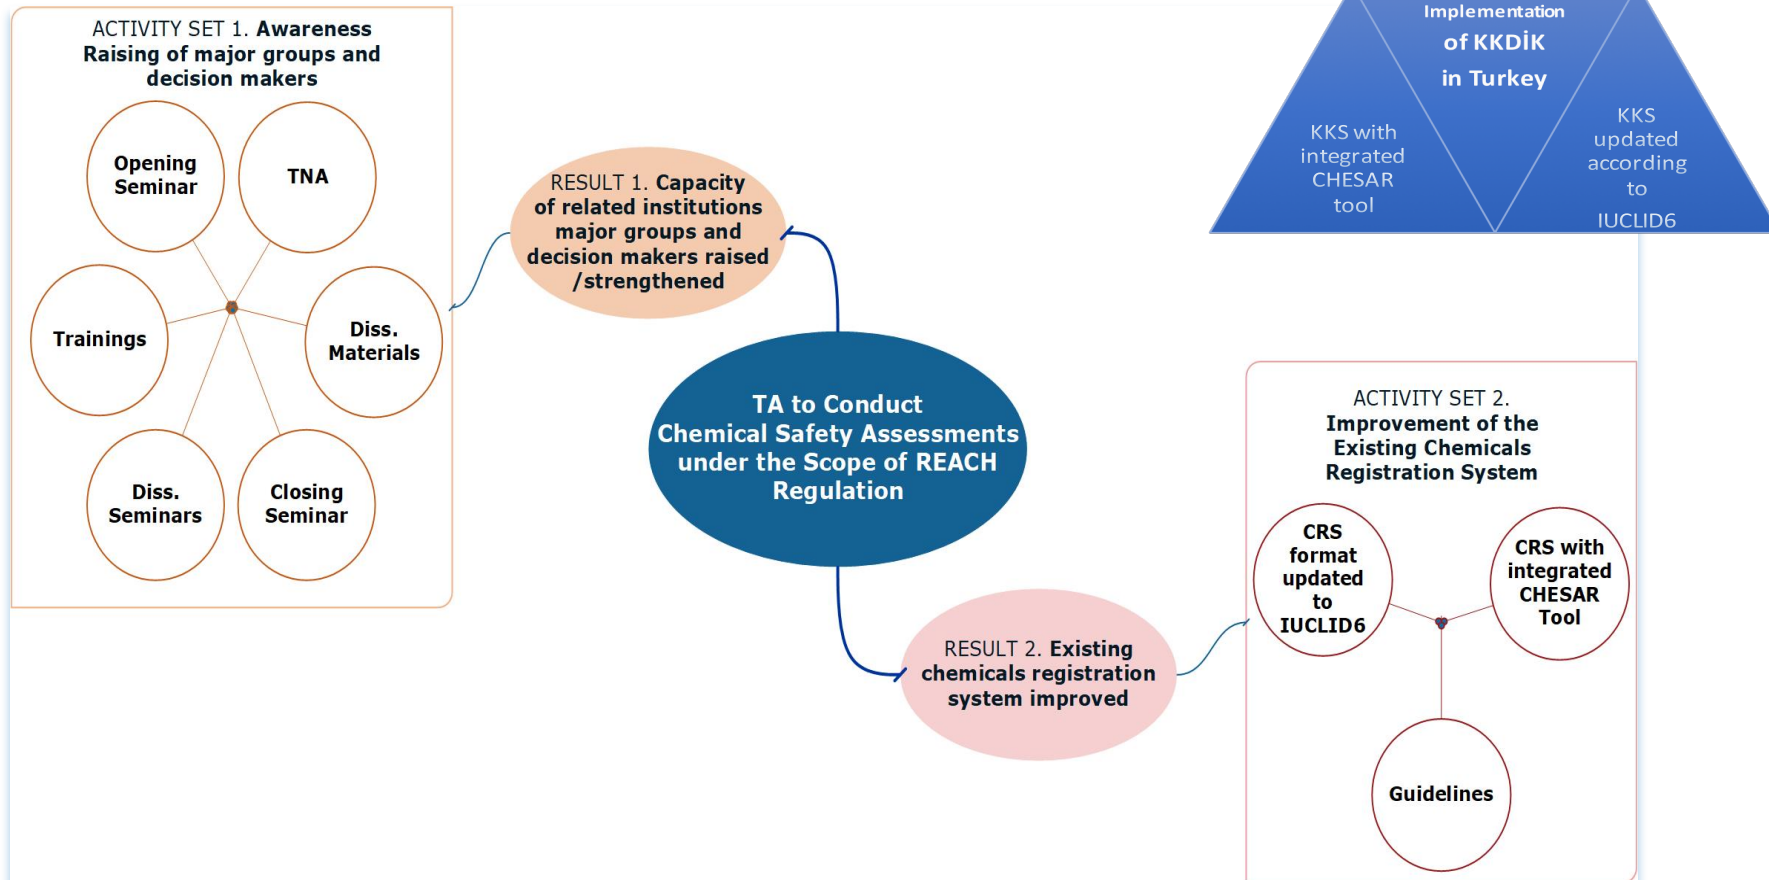 ACTIVITY SET 1. Awareness
Raising of major groups and
decision makers
Opening
Seminar
TNA
Trainings
Diss.
Materials
Diss.
Seminars
Closing
Seminar
RESULT 1. Capacity
of related institutions
major groups and
decision makers raised
/strengthened
TA to Conduct
Chemical Safety Assessments
under the Scope of REACH
Regulation
RESULT 2. Existing
chemicals registration
system improved
Implementation
of KKDİK
in Turkey
KKS with
integrated
CHESAR
tool
KKS
updated
according
to
IUCLID6
ACTIVITY SET 2.
Improvement of the
Existing Chemicals
Registration System
CRS
format
updated
to
IUCLID6
CRS with
integrated
CHESAR
Tool
Guidelines